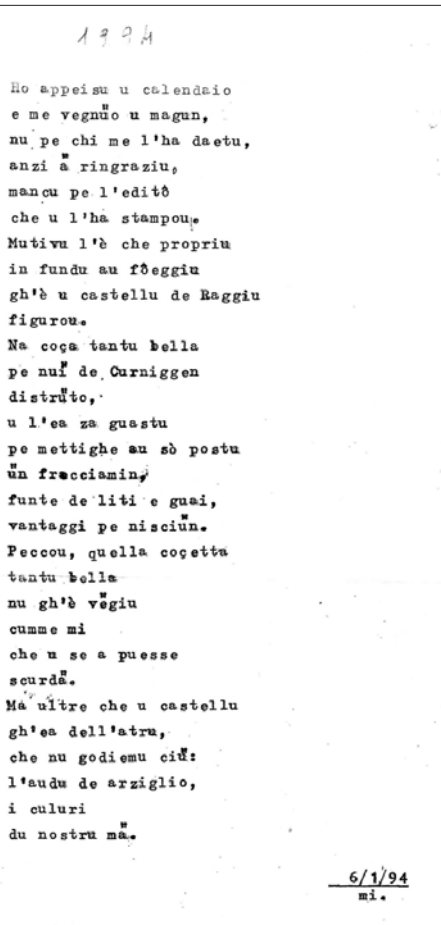 1994
Ho appeisu u calendaio
e me vegnüo u magun,
nu pe chi me l'ha daetu,
anzi ä ringraziu,
mancu pe l'editô
che u l'ha stampou.
Mutivu l'è che propriu
in fundu au fôeggiu
gh'è u castellu de Raggiu
figurou.
Na coça tantu bella
pe nuï de Curniggen
distrüto,
u l'ea za guastu
pe mettighe au sò postu
ün frecciamin,
funte de liti e guai,
vantaggi pe nisciün.
Peccou, quella coçetta
tantu bella
nu gh'è vëgiu
cumme mi
che u se a puesse
scurdä.
Ma ültre che u castellu
gh'ea dell'atru,
che nu godiemu ciü:
l'audu de arziglio,
i culuri
du nostru mä.
6/1/94
mi.